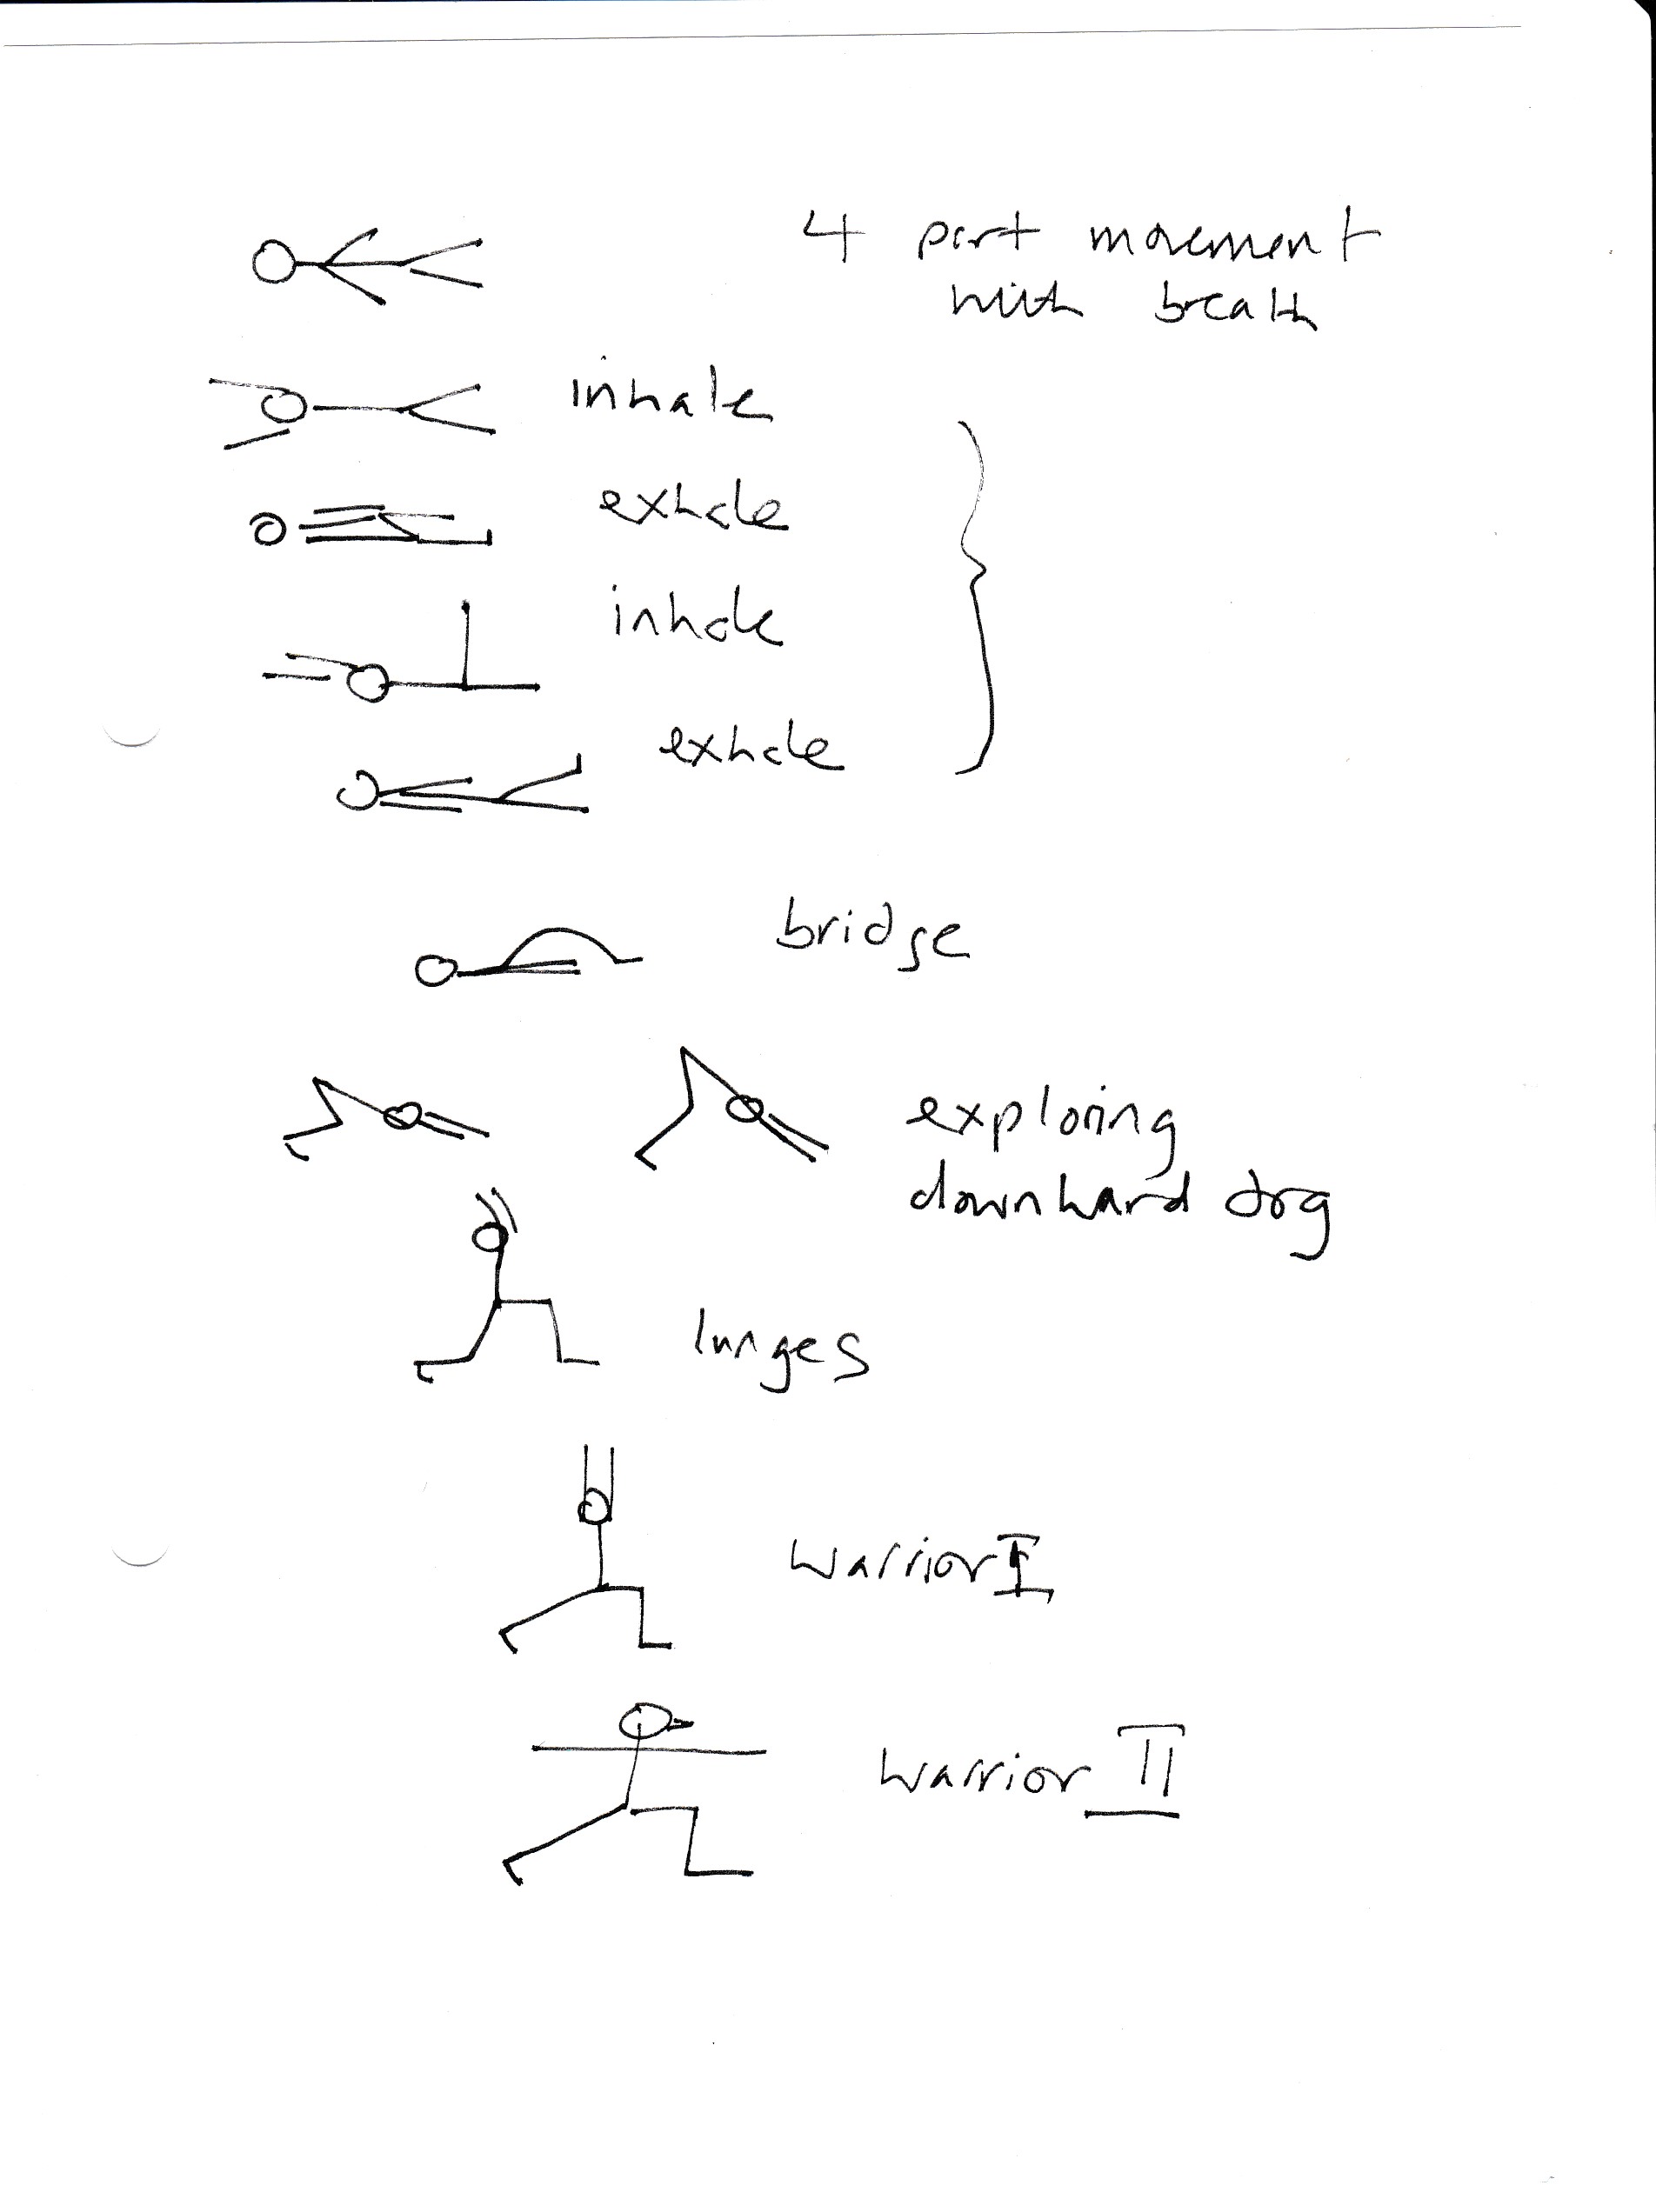 4 part movement
with breath
inhale
exhale
inhale
exhale
bridge
exploring
downward dog
lunges
Warrior I
Warrior II